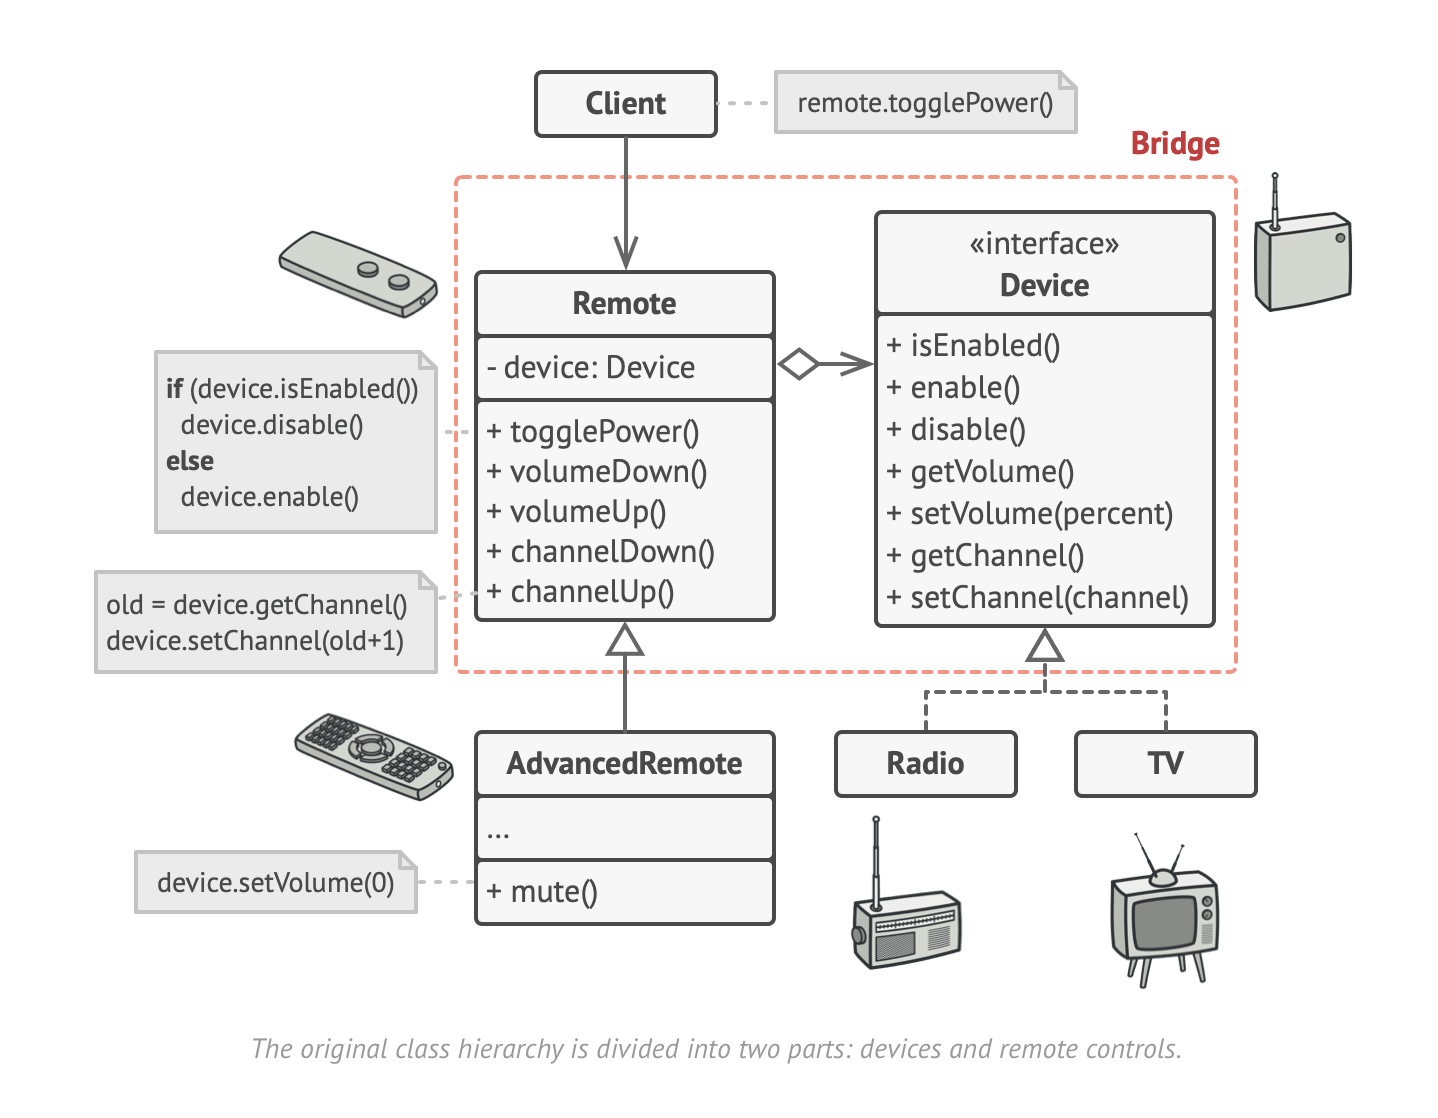 Client
remote.togglePower()
Bridge
«interface»
Device
+ isEnabled()
+ enable()
+ disable()
+ getVolume()
+ setVolume(percent)
+ getChannel()
+ setChannel(channel)
Remote
- device: Device
+ togglePower()
+ volumeDown()
+ volumeUp()
+ channelDown()
+ channelUp()
if (device.isEnabled())
device.disable()
else
device.enable()
old = device.getChannel()
device.setChannel(old+1)
AdvancedRemote
...
+ mute()
device.setVolume(0)
Radio
TV
The original class hierarchy is divided into two parts: devices and remote controls.